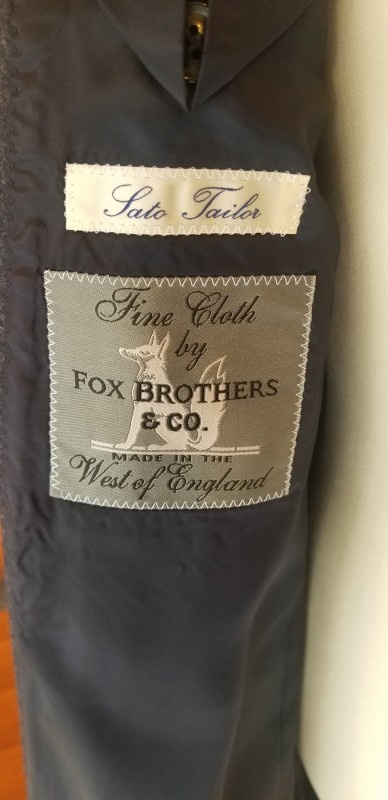 Sato Tailor
Fine Cloth
by
FOX BROTHERS
& CO.
MADE IN THE
West of England